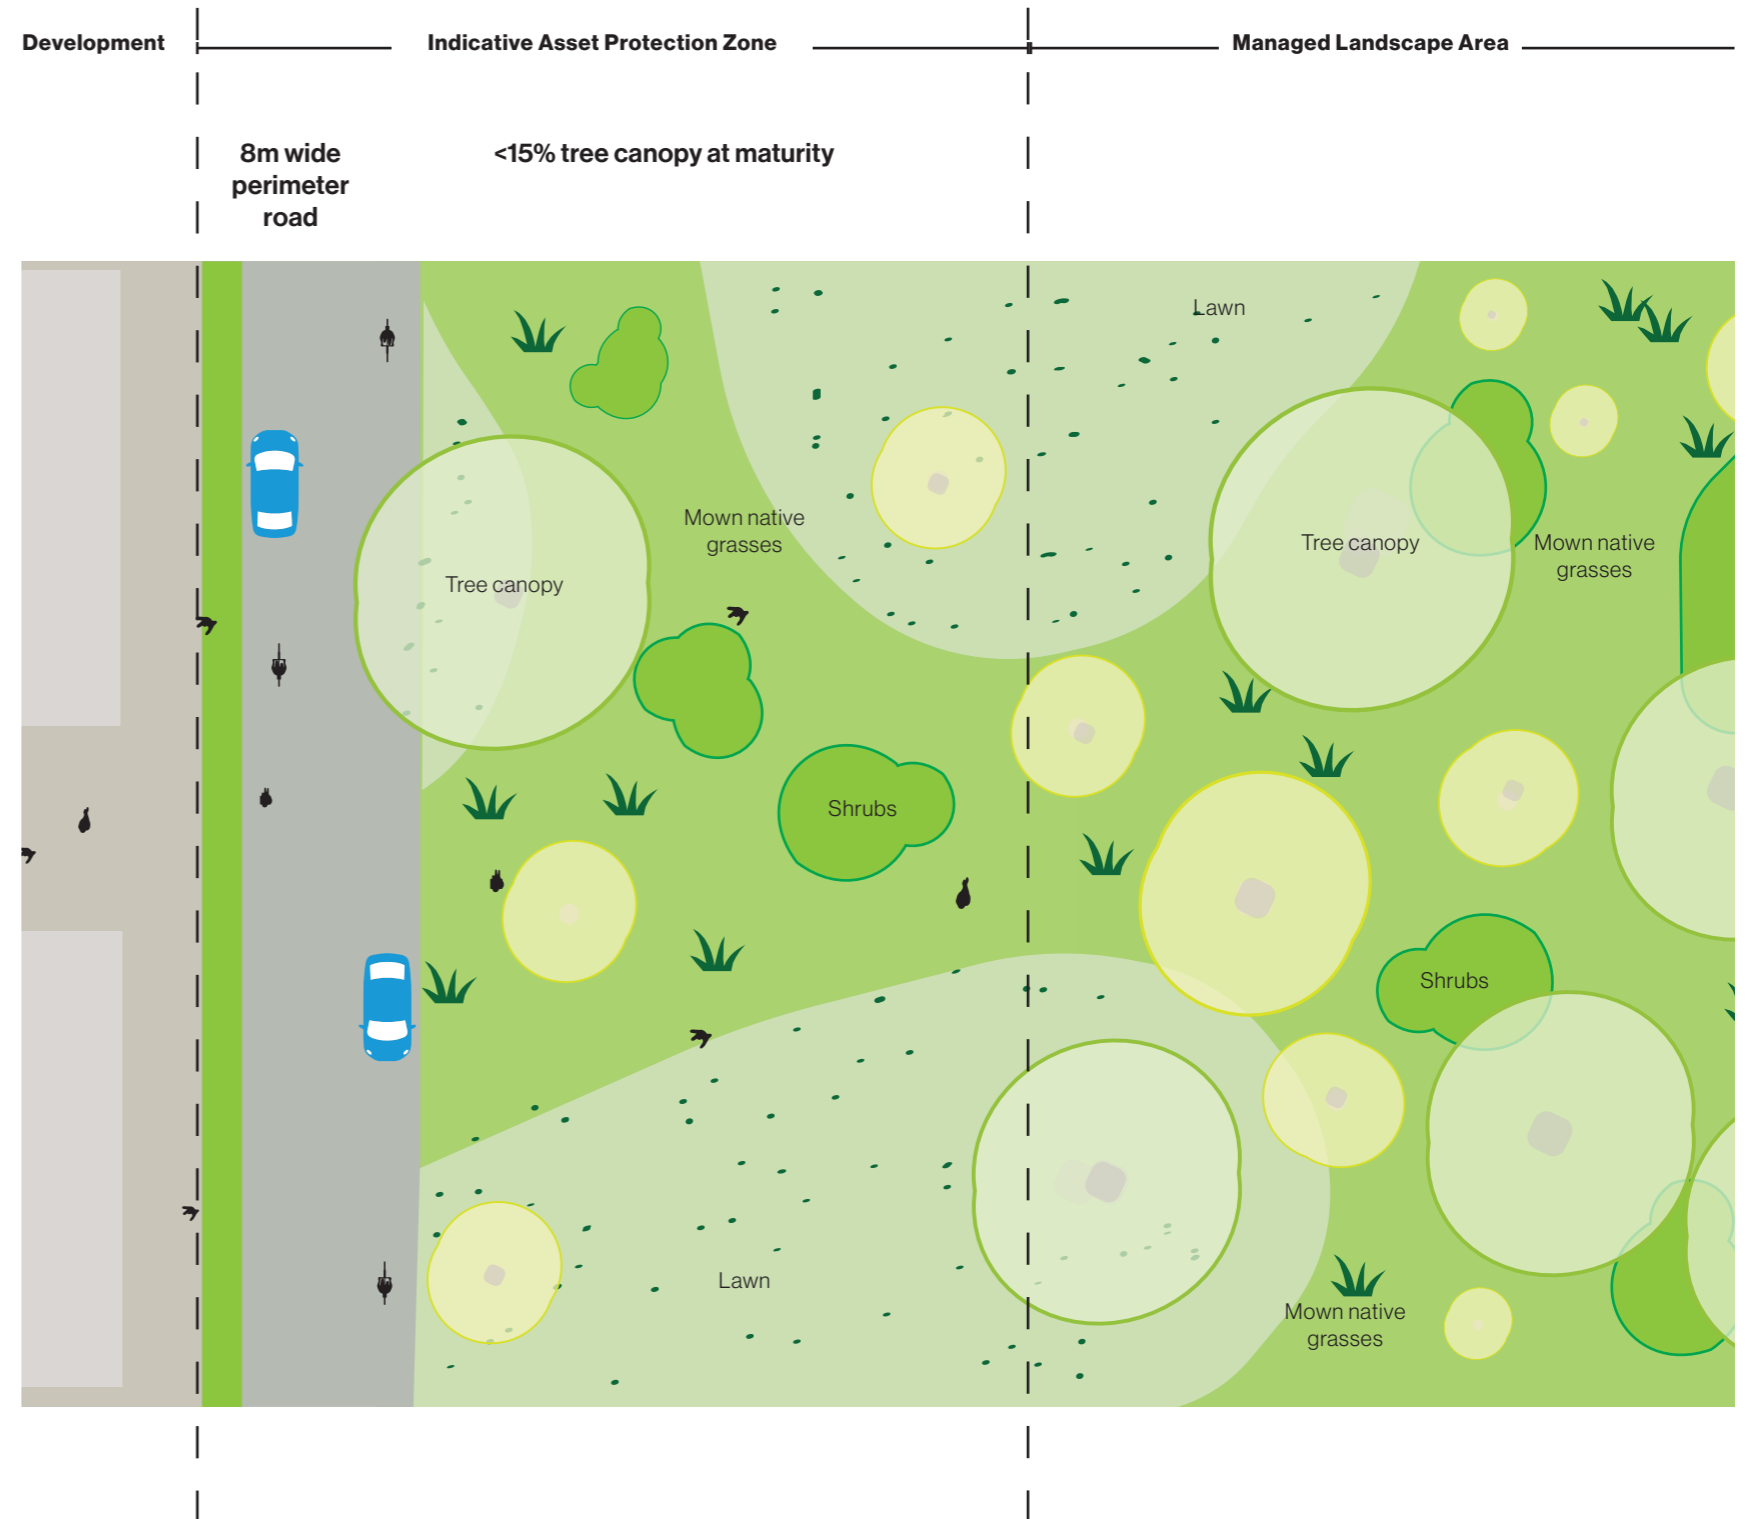 Development
Indicative Asset Protection Zone
Managed Landscape Area
8m wide
perimeter
road
<15% tree canopy at maturity
Lawn
Mown native
grasses
Tree canopy
Mown native
grasses
Tree canopy
Shrubs
Shrubs
Lawn
Mown native
grasses